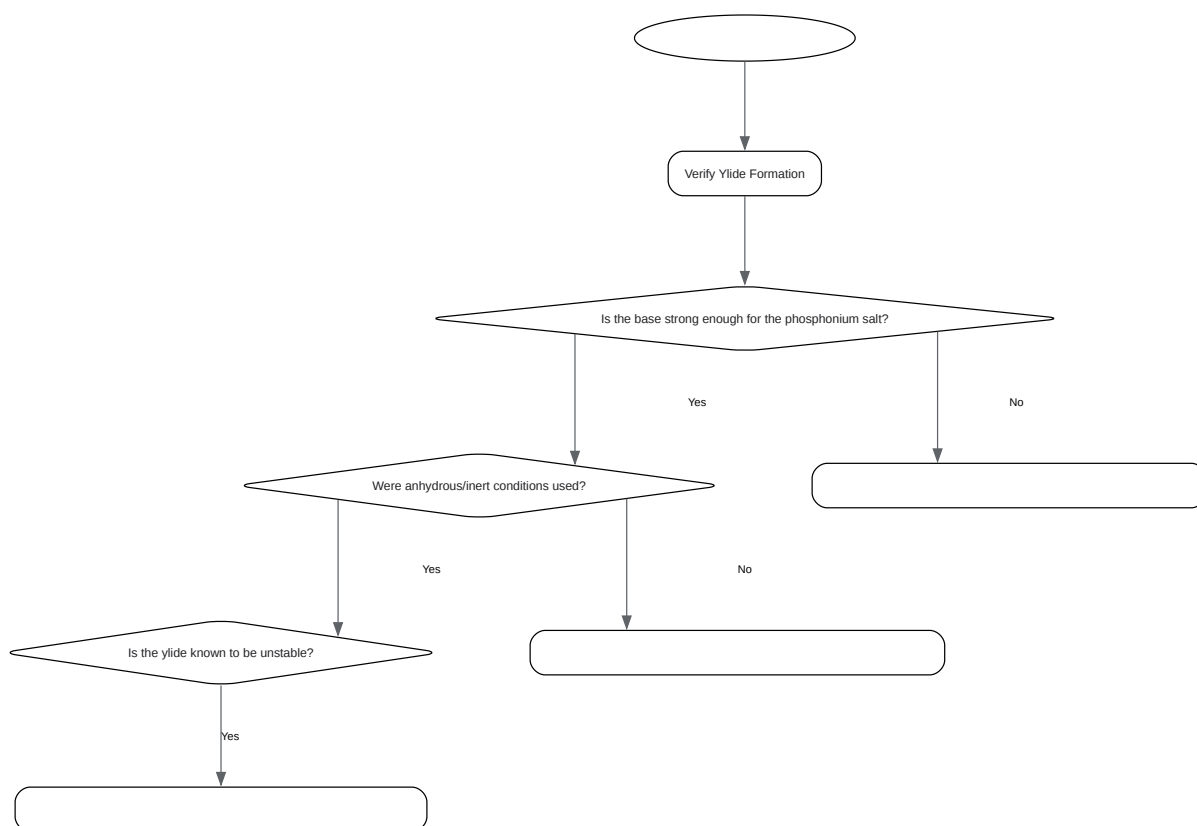 Verify Ylide Formation
Is the base strong enough for the phosphonium salt?
Yes
No
Were anhydrous/inert conditions used?
Yes
No
Is the ylide known to be unstable?
Yes